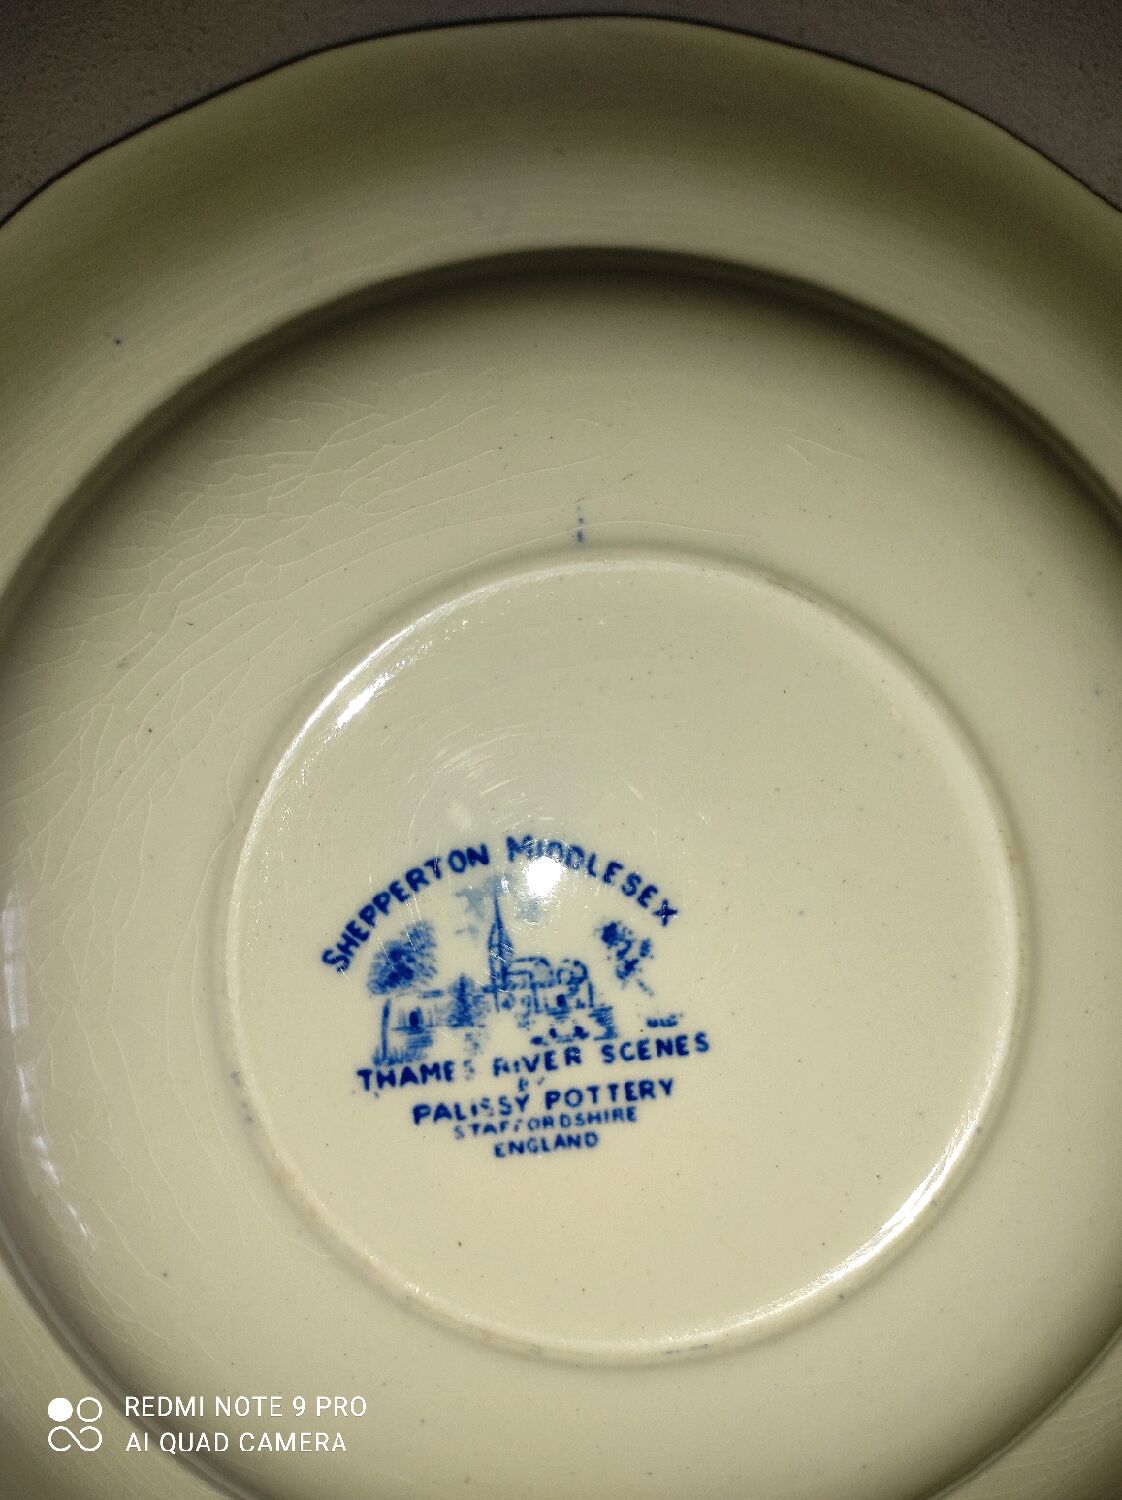 SHEPPERTON MIDDLESEX
THAMES RIVER SCENES
BY
PALISSY POTTERY
STAFFORDSHIRE
ENGLAND
REDMI NOTE 9 PRO
AI QUAD CAMERA